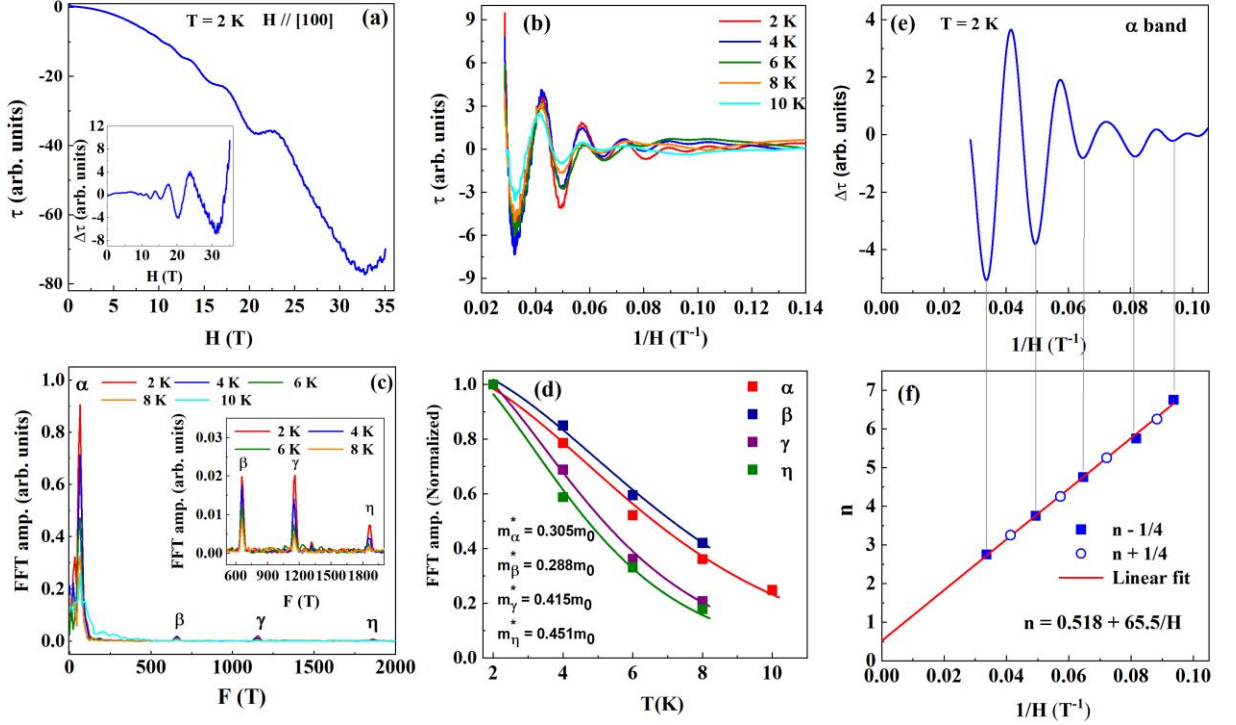 T = 2 K H // [100] (a)
0
-20
-40
-60
-80
τ (arb. units)
12
8
4
0
-4
-8
Δτ (arb. units)
0 10 20 30
H (T)
0 5 10 15 20 25 30 35
H (T)
(b)
2 K
4 K
6 K
8 K
10 K
9
6
3
0
-3
-6
-9
τ (arb. units)
0.02 0.04 0.06 0.08 0.10 0.12 0.14
1/H (T⁻¹)
T = 2 K α band
(e)
4
2
0
-2
-4
Δτ (arb. units)
0.00 0.02 0.04 0.06 0.08 0.10
1/H (T⁻¹)
α 2 K 4 K 6 K (c)
8 K 10 K
1.0
0.8
0.6
0.4
0.2
0.0
FFT amp. (arb. units)
2 K 4 K
6 K 8 K
0.03
0.02
0.01
0.00
FFT amp. (arb. units)
β γ η
600 900 1200 1500 1800
F (T)
β γ η
0 500 1000 1500 2000
F (T)
(d)
α
β
γ
η
1.0
0.8
0.6
0.4
0.2
0.0
FFT amp. (Normalized)
m*α = 0.305m0
m*β = 0.288m0
m*γ = 0.415m0
m*η = 0.451m0
2 4 6 8 10
T(K)
(f)
7
6
5
4
3
2
1
0
n
n - 1/4
n + 1/4
Linear fit
n = 0.518 + 65.5/H
0.00 0.02 0.04 0.06 0.08 0.10
1/H (T⁻¹)